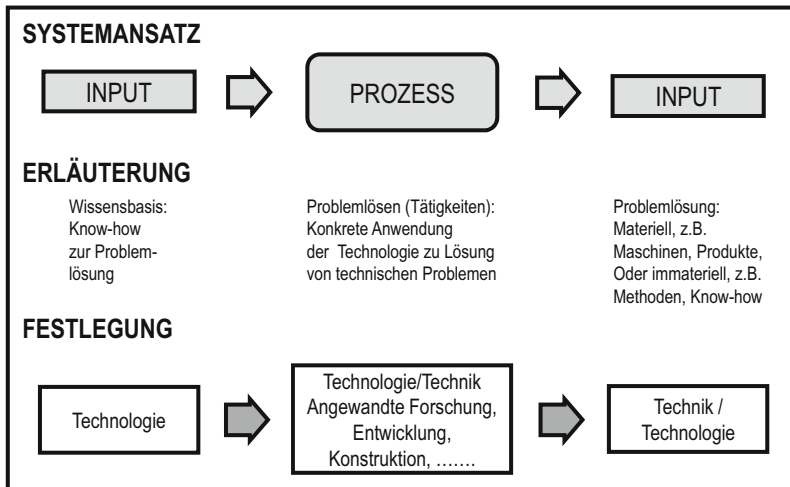 SYSTEMANSATZ
INPUT
PROZESS
INPUT
ERLÄUTERUNG
Wissensbasis:
Know-how
zur Problem-
lösung
Problemlösen (Tätigkeiten):
Konkrete Anwendung
der Technologie zu Lösung
von technischen Problemen
Problemlösung:
Materiell, z.B.
Maschinen, Produkte,
Oder immateriell, z.B.
Methoden, Know-how
FESTLEGUNG
Technologie
Technologie/Technik
Angewandte Forschung,
Entwicklung,
Konstruktion, .......
Technik /
Technologie